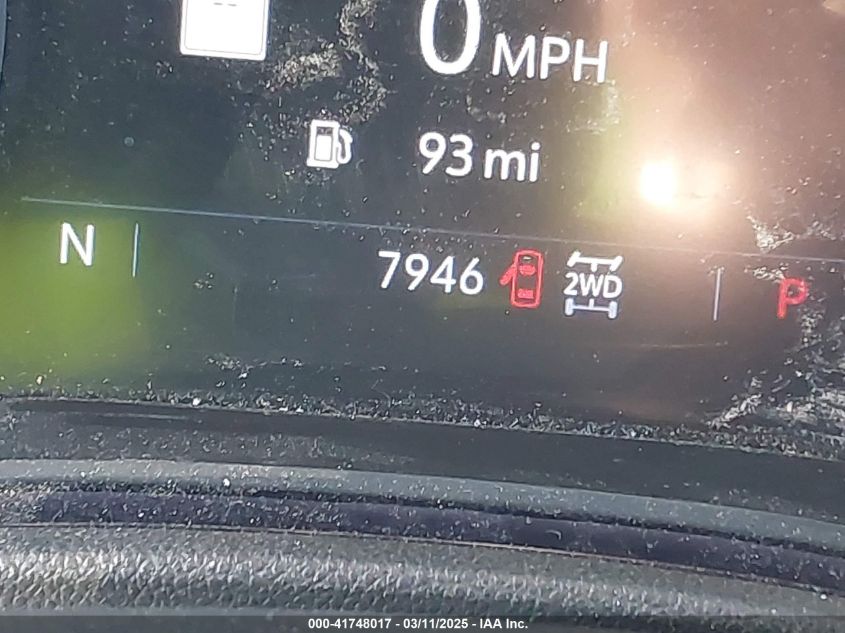 --
0 MPH
93 mi
N 7946 2WD P
000-41748017 - 03/11/2025 - IAA Inc.